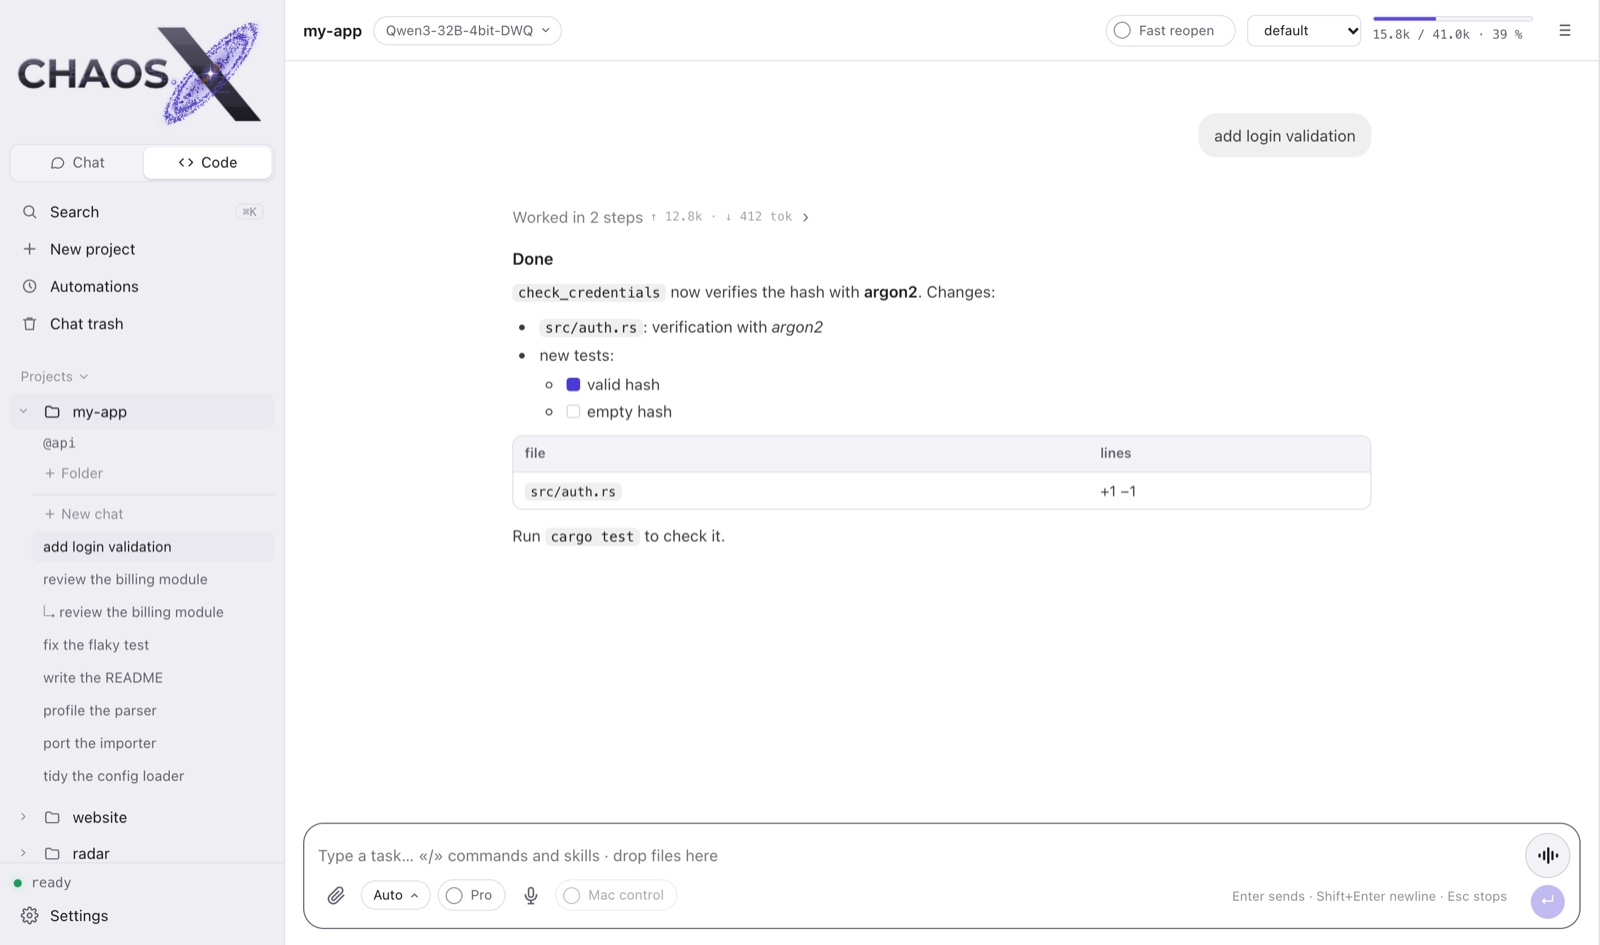 CHAOSX
Chat
Code
Search ⌘K
New project
Automations
Chat trash
Projects
my-app
@api
+ Folder
+ New chat
add login validation
review the billing module
review the billing module
fix the flaky test
write the README
profile the parser
port the importer
tidy the config loader
website
radar
ready
Settings
my-app
Qwen3-32B-4bit-DWQ
Fast reopen
default
15.8k / 41.0k · 39 %
add login validation
Worked in 2 steps ↑ 12.8k · ↓ 412 tok
Done
check_credentials now verifies the hash with argon2. Changes:
src/auth.rs: verification with argon2
new tests:
valid hash
empty hash
file lines
src/auth.rs +1 −1
Run cargo test to check it.
Type a task… «/» commands and skills · drop files here
Auto
Pro
Mac control
Enter sends · Shift+Enter newline · Esc stops